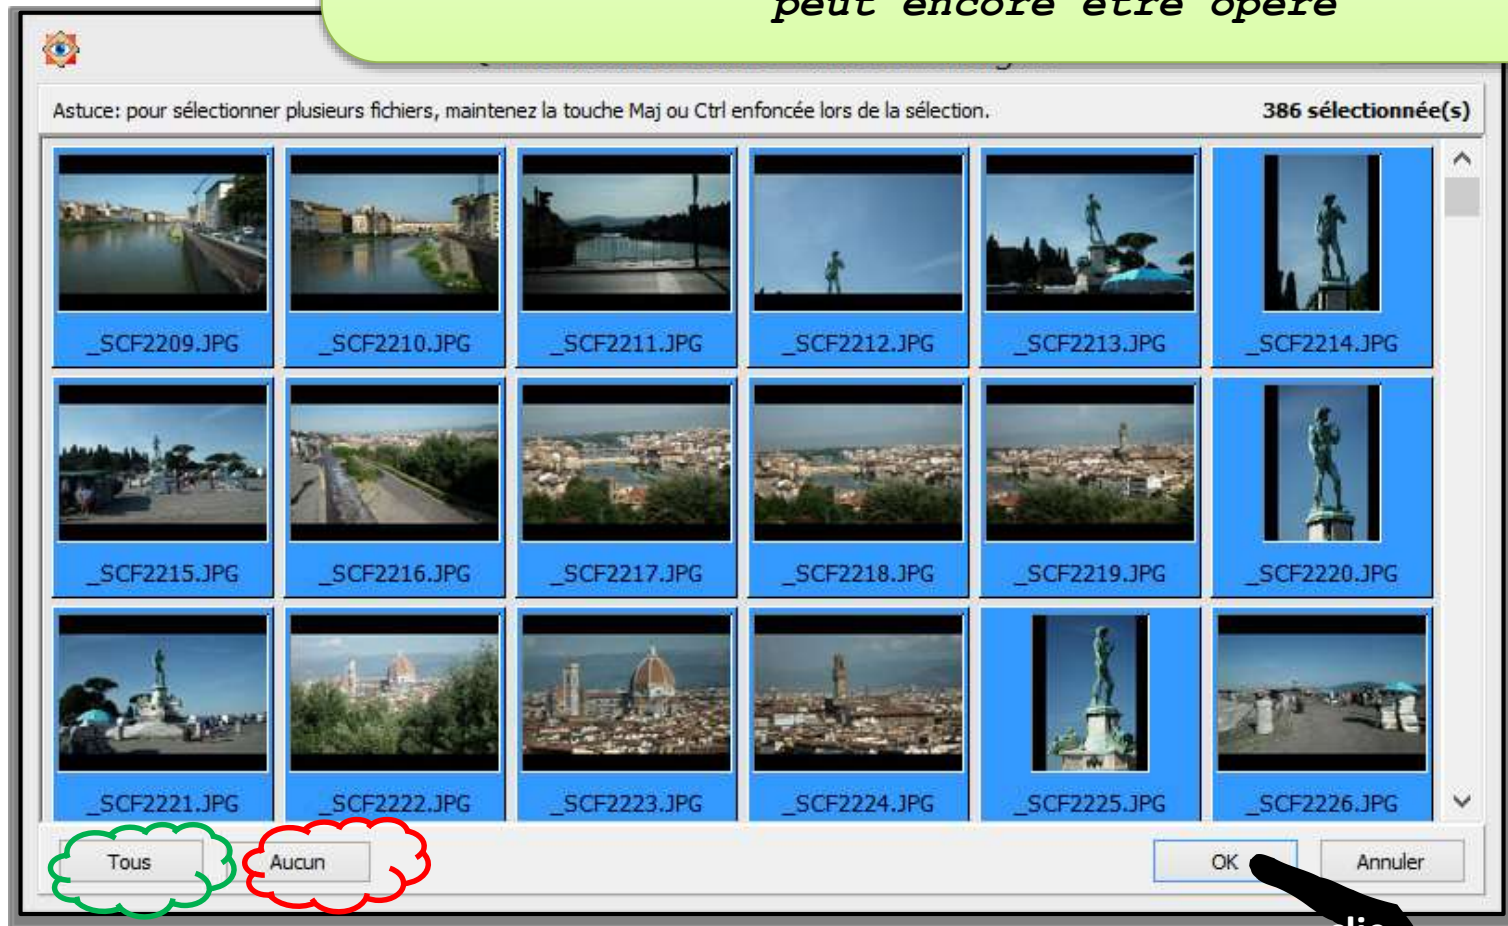 peut encore être opéré
Astuce: pour sélectionner plusieurs fichiers, maintenez la touche Maj ou Ctrl enfoncée lors de la sélection.
386 sélectionnée(s)
_SCF2209.JPG
_SCF2210.JPG
_SCF2211.JPG
_SCF2212.JPG
_SCF2213.JPG
_SCF2214.JPG
_SCF2215.JPG
_SCF2216.JPG
_SCF2217.JPG
_SCF2218.JPG
_SCF2219.JPG
_SCF2220.JPG
_SCF2221.JPG
_SCF2222.JPG
_SCF2223.JPG
_SCF2224.JPG
_SCF2225.JPG
_SCF2226.JPG
Tous
Aucun
OK
Annuler
clic